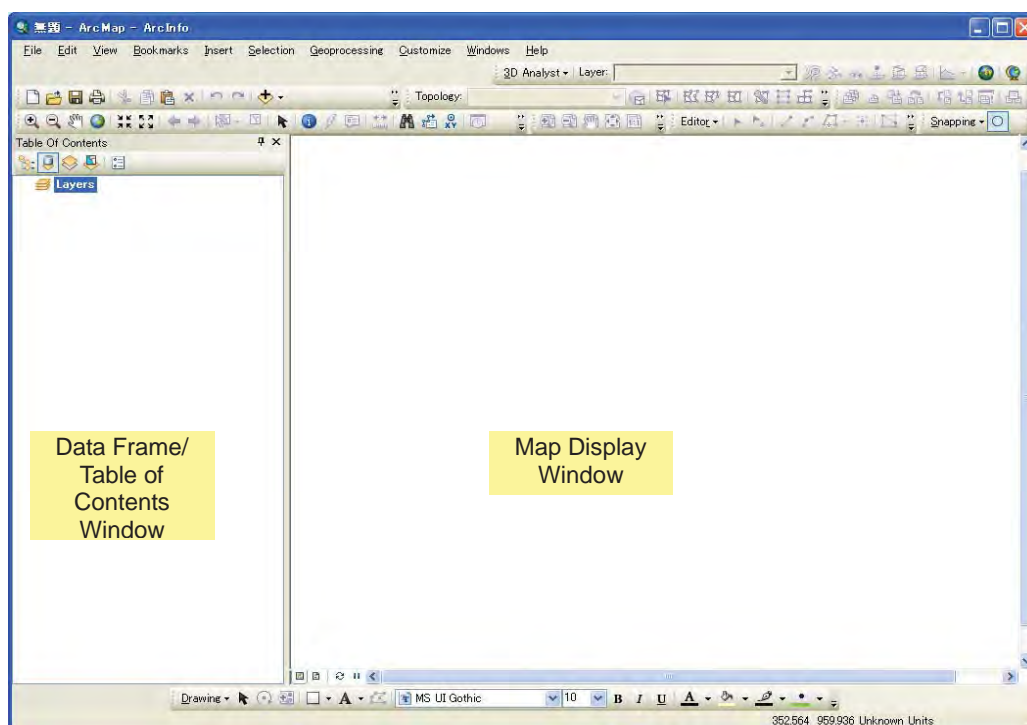 無題 - ArcMap - ArcInfo
File Edit View Bookmarks Insert Selection Geoprocessing Customize Windows Help
3D Analyst Layer:
Topology:
Editor Snapping
Table Of Contents
Layers
Data Frame/
Table of
Contents
Window
Map Display
Window
Drawing A MS UI Gothic 10 B I U A
352.564 959.936 Unknown Units